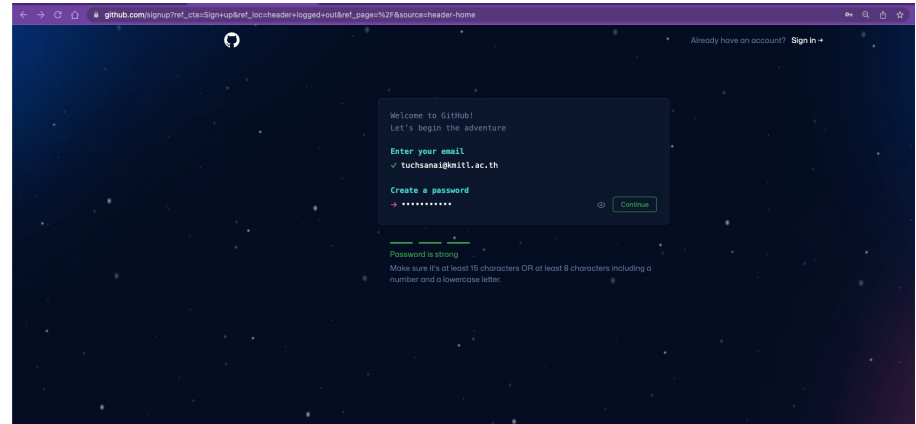 github.com/signup?ref_cta=Sign+up&ref_loc=header+logged+out&ref_page=%2F&source=header-home
Already have an account? Sign in →
Welcome to GitHub!
Let's begin the adventure
Enter your email
✓ tuchsanai@kmitl.ac.th
Create a password
→ •••••••••••
Continue
Password is strong
Make sure it's at least 15 characters OR at least 8 characters including a
number and a lowercase letter.